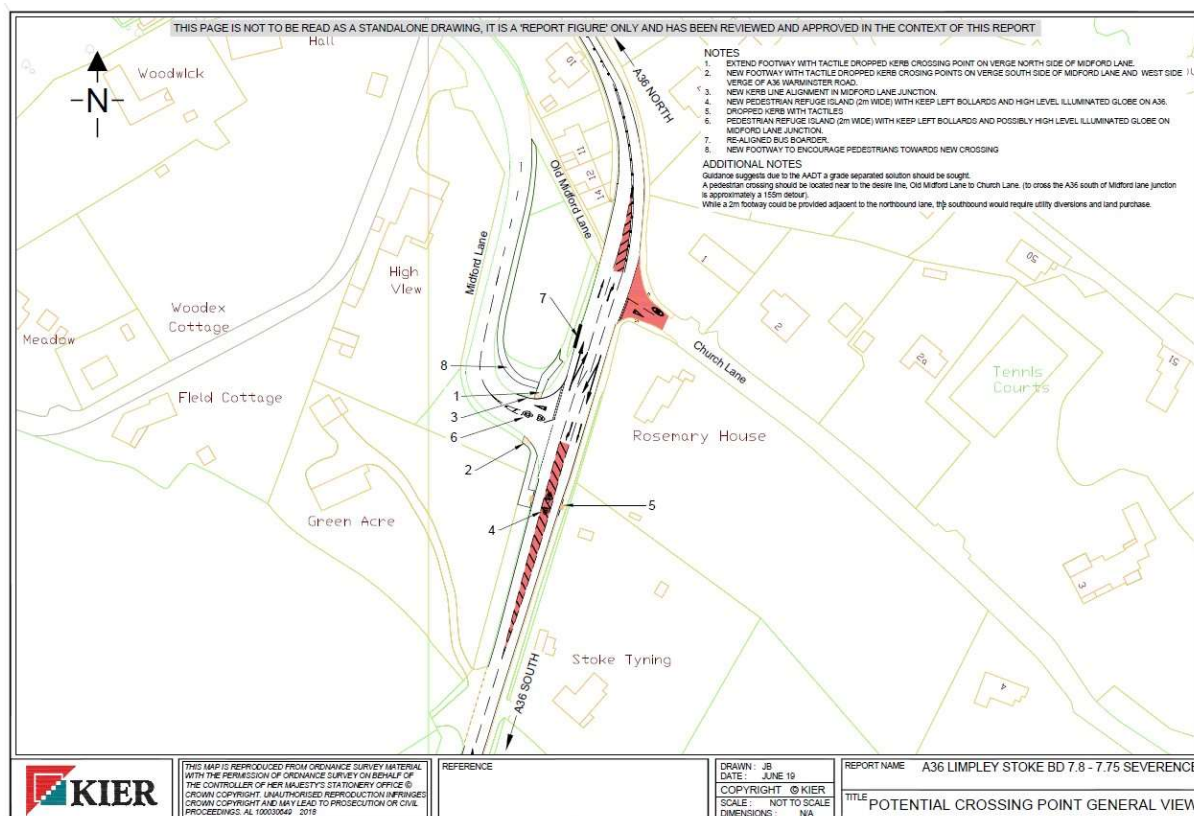 THIS PAGE IS NOT TO BE READ AS A STANDALONE DRAWING, IT IS A 'REPORT FIGURE' ONLY AND HAS BEEN REVIEWED AND APPROVED IN THE CONTEXT OF THIS REPORT
NOTES
1. EXTEND FOOTWAY WITH TACTILE DROPPED KERB CROSSING POINT ON VERGE NORTH SIDE OF MIDFORD LANE.
2. NEW FOOTWAY WITH TACTILE DROPPED KERB CROSING POINTS ON VERGE SOUTH SIDE OF MIDFORD LANE AND WEST SIDE
VERGE OF A36 WARMINSTER ROAD.
3. NEW KERB LINE ALIGNMENT IN MIDFORD LANE JUNCTION.
4. NEW PEDESTRIAN REFUGE ISLAND (2m WIDE) WITH KEEP LEFT BOLLARDS AND HIGH LEVEL ILLUMINATED GLOBE ON A36.
5. DROPPED KERB WITH TACTILES
6. PEDESTRIAN REFUGE ISLAND (2m WIDE) WITH KEEP LEFT BOLLARDS AND POSSIBLY HIGH LEVEL ILLUMINATED GLOBE ON
MIDFORD LANE JUNCTION.
7. RE-ALIGNED BUS BOARDER.
8. NEW FOOTWAY TO ENCOURAGE PEDESTRIANS TOWARDS NEW CROSSING
ADDITIONAL NOTES
Guidance suggests due to the AADT a grade separated solution should be sought.
A pedestrian crossing should be located near to the desire line, Old Midford Lane to Church Lane. (to cross the A36 south of Midford lane junction
is approximately a 155m detour).
While a 2m footway could be provided adjacent to the northbound lane, the southbound would require utility diversions and land purchase.
Hall
Woodwick
N
10
A36 NORTH
11
12
14
Old Midford Lane
Midford Lane
High
View
Woodex
Cottage
Meadow
Field Cottage
7
8
1
3
6
2
4
5
1
2
2a
50
51
Church Lane
Tennis
Courts
Rosemary House
Green Acre
3
4
Stoke Tyning
A36 SOUTH
KIER
THIS MAP IS REPRODUCED FROM ORDNANCE SURVEY MATERIAL
WITH THE PERMISSION OF ORDNANCE SURVEY ON BEHALF OF
THE CONTROLLER OF HER MAJESTY'S STATIONERY OFFICE ©
CROWN COPYRIGHT. UNAUTHORISED REPRODUCTION INFRINGES
CROWN COPYRIGHT AND MAY LEAD TO PROSECUTION OR CIVIL
PROCEEDINGS. AL 100030649 2018
REFERENCE
DRAWN : JB
DATE : JUNE 19
COPYRIGHT © KIER
SCALE : NOT TO SCALE
DIMENSIONS : N/A
REPORT NAME A36 LIMPLEY STOKE BD 7.8 - 7.75 SEVERENCE
TITLE POTENTIAL CROSSING POINT GENERAL VIEW